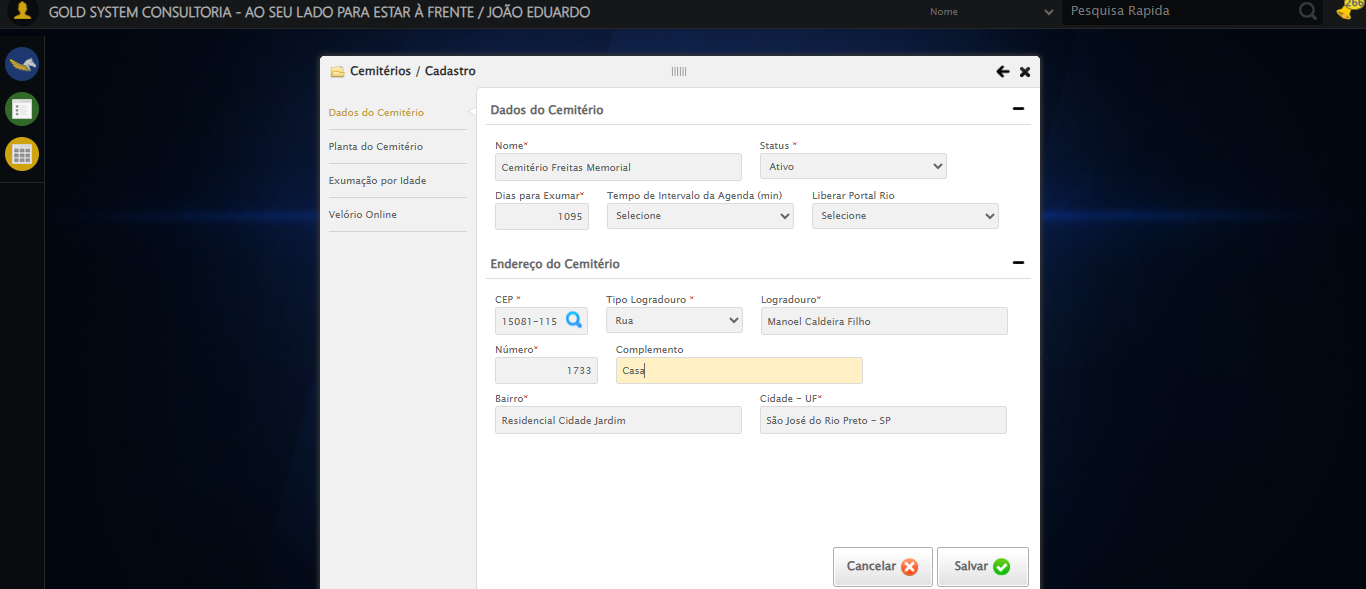 GOLD SYSTEM CONSULTORIA - AO SEU LADO PARA ESTAR À FRENTE / JOÃO EDUARDO
Nome
Pesquisa Rapida
266
Cemitérios / Cadastro
Dados do Cemitério
Planta do Cemitério
Exumação por Idade
Velório Online
Dados do Cemitério
Nome* Status *
Cemitério Freitas Memorial Ativo
Dias para Exumar* Tempo de Intervalo da Agenda (min) Liberar Portal Rio
1095 Selecione Selecione
Endereço do Cemitério
CEP * Tipo Logradouro * Logradouro*
15081-115 Rua Manoel Caldeira Filho
Número* Complemento
1733 Casa
Bairro* Cidade - UF*
Residencial Cidade Jardim São José do Rio Preto - SP
Cancelar Salvar